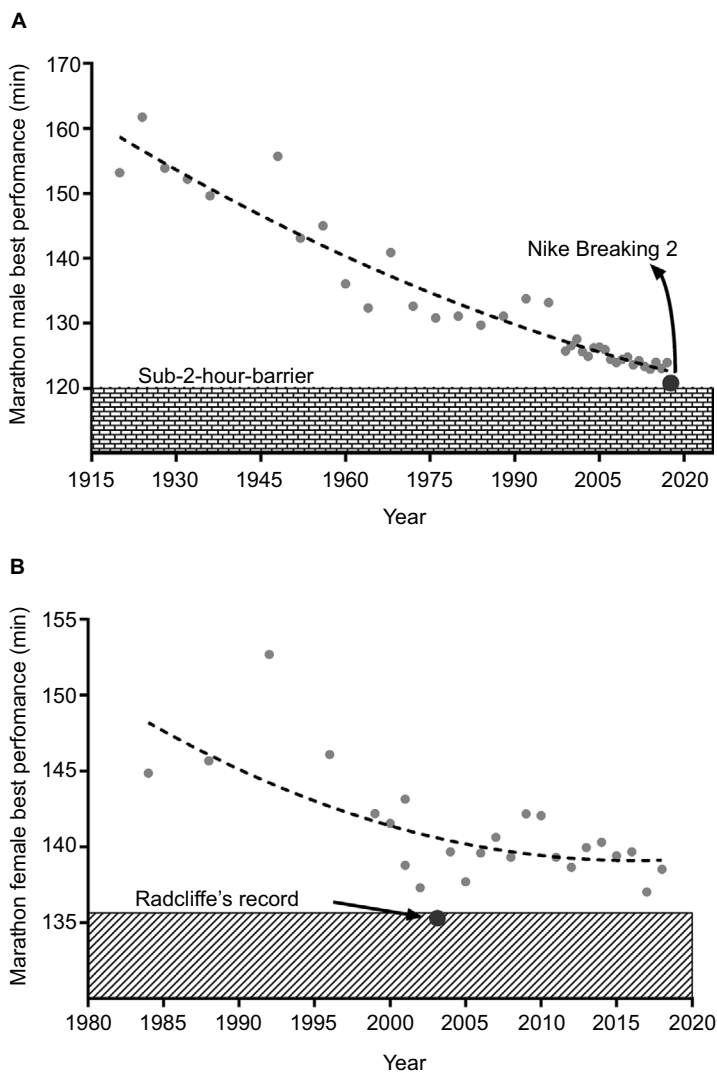 A
Marathon male best perfomance (min)
170
160
150
140
130
120
Nike Breaking 2
Sub-2-hour-barrier
1915 1930 1945 1960 1975 1990 2005 2020
Year
B
Marathon female best perfomance (min)
155
150
145
140
135
Radcliffe's record
1980 1985 1990 1995 2000 2005 2010 2015 2020
Year